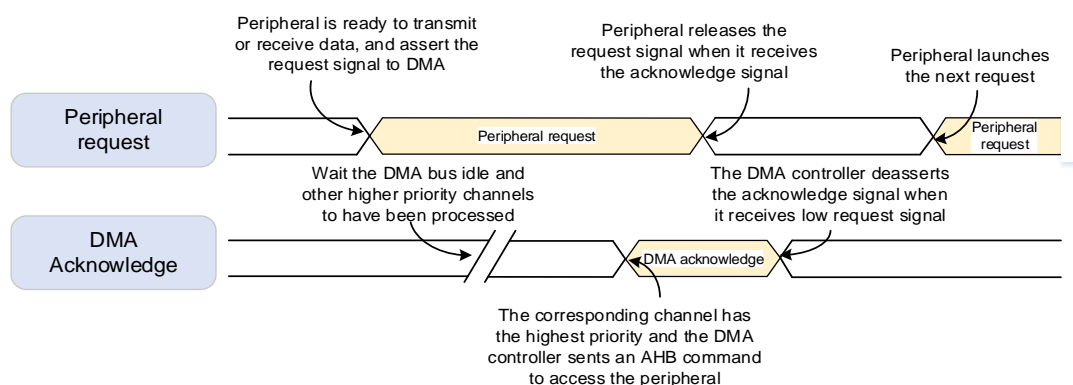 Peripheral is ready to transmit
or receive data, and assert the
request signal to DMA
Peripheral releases the
request signal when it receives
the acknowledge signal
Peripheral launches
the next request
Peripheral
request
Peripheral request
Peripheral
request
Wait the DMA bus idle and
other higher priority channels
to have been processed
The DMA controller deasserts
the acknowledge signal when
it receives low request signal
DMA
Acknowledge
DMA acknowledge
The corresponding channel has
the highest priority and the DMA
controller sents an AHB command
to access the peripheral